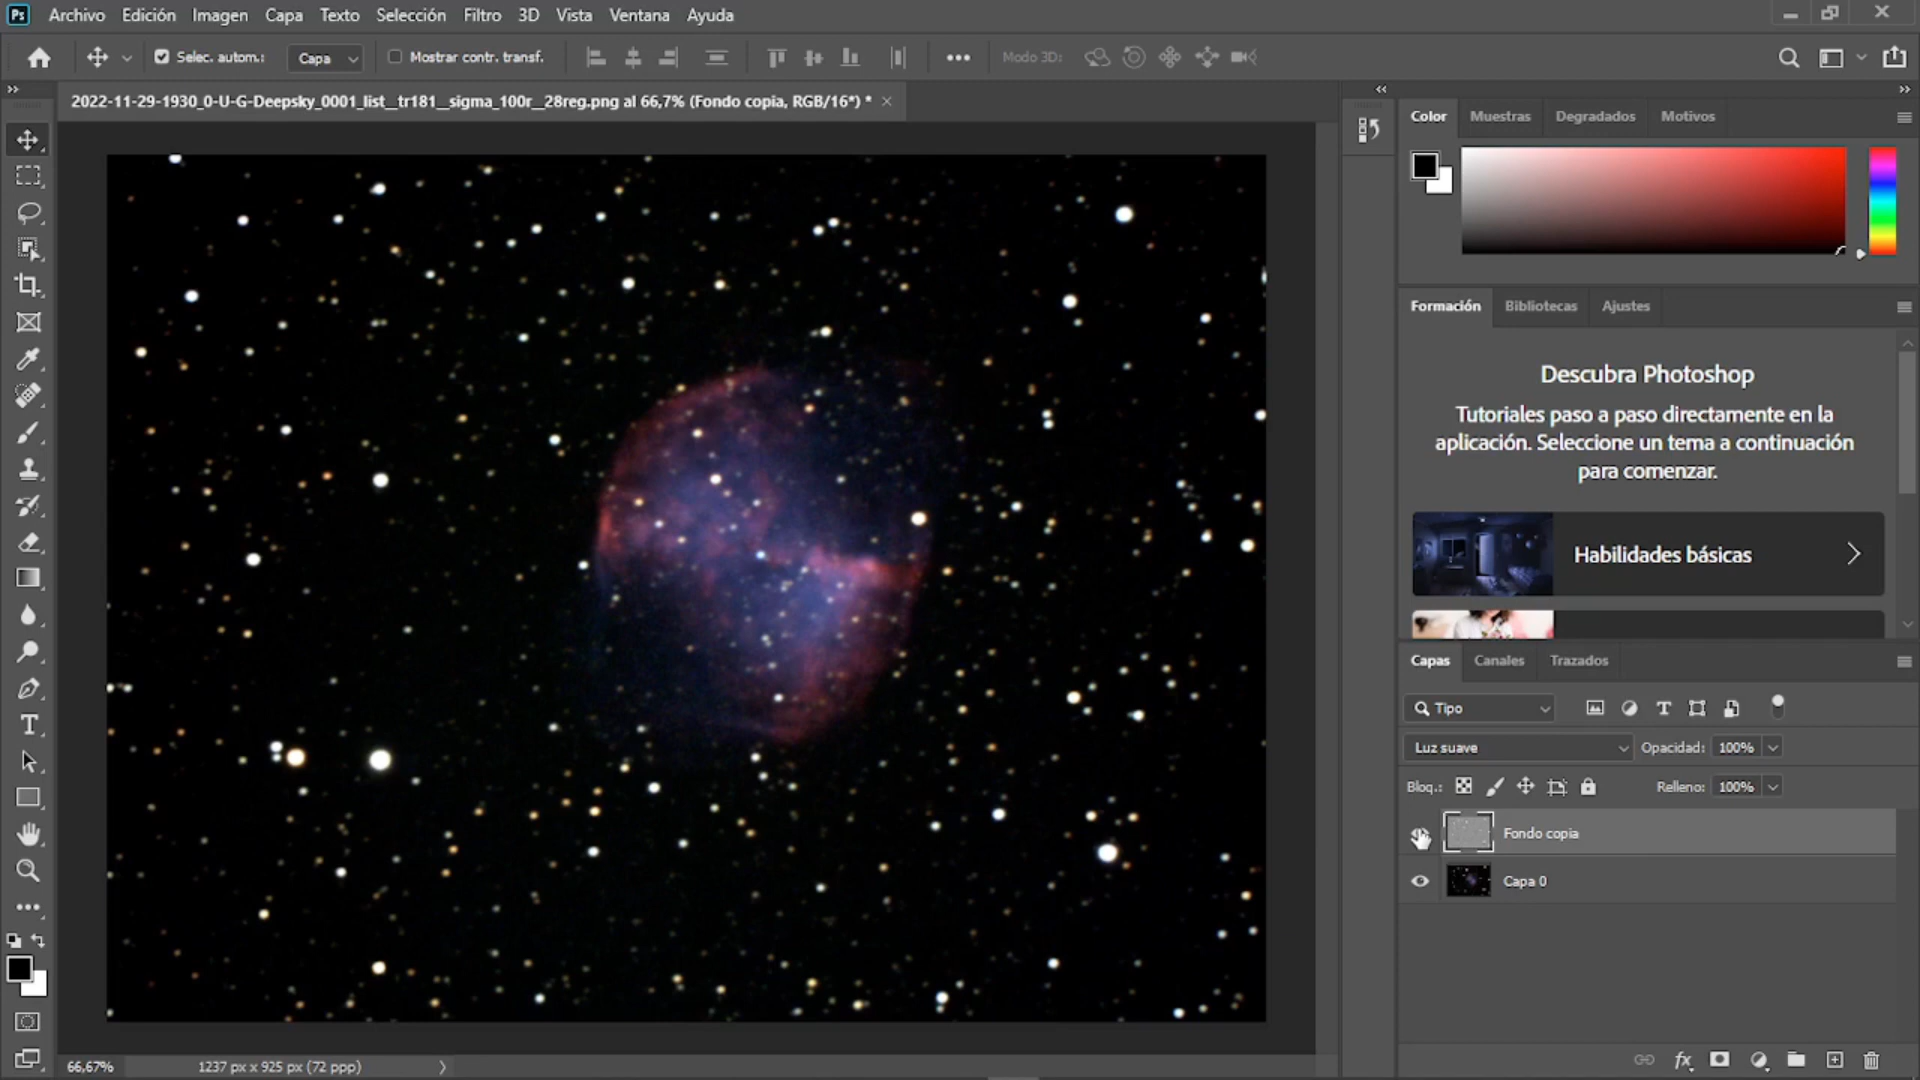 Ps Archivo Edición Imagen Capa Texto Selección Filtro 3D Vista Ventana Ayuda
Selec. autom.: Capa Mostrar contr. transf. Modo 3D:
2022-11-29-1930_0-U-G-Deepsky_0001_list__tr181__sigma_100r__28reg.png al 66,7% (Fondo copia, RGB/16*) *
Color Muestras Degradados Motivos
Formación Bibliotecas Ajustes
Descubra Photoshop
Tutoriales paso a paso directamente en la
aplicación. Seleccione un tema a continuación
para comenzar.
Habilidades básicas
Capas Canales Trazados
Tipo
Luz suave Opacidad: 100%
Bloq.: Relleno: 100%
Fondo copia
Capa 0
66,67% 1237 px x 925 px (72 ppp)